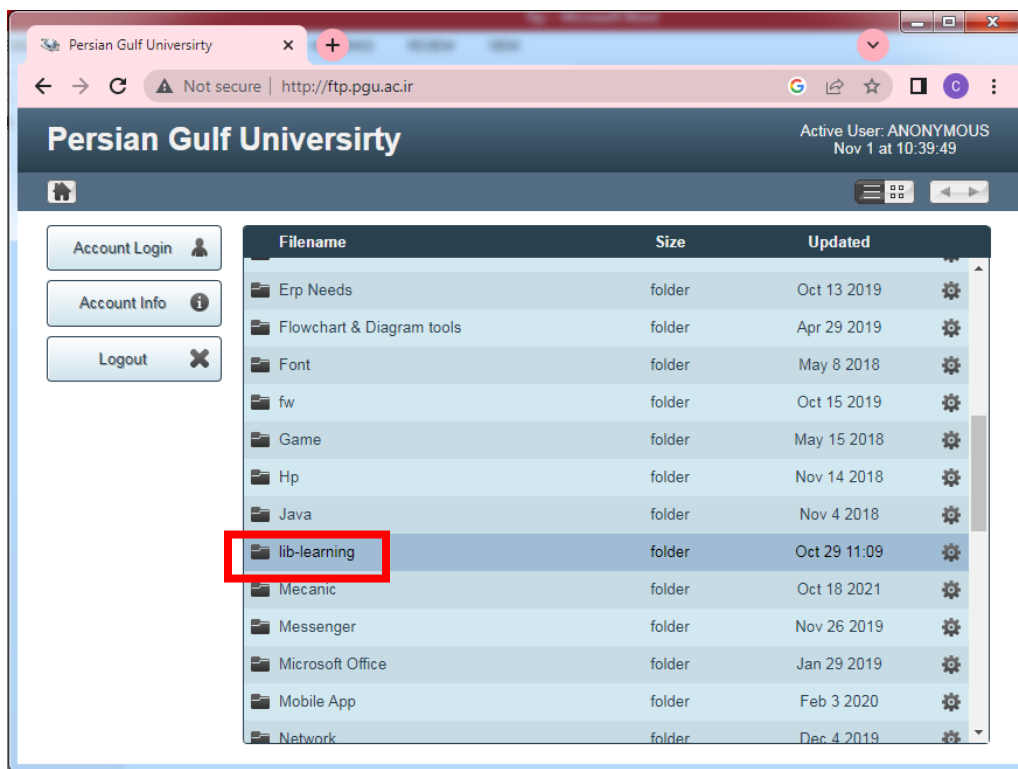 Persian Gulf Universirty
Not secure | http://ftp.pgu.ac.ir
G C
Persian Gulf Universirty
Active User: ANONYMOUS
Nov 1 at 10:39:49
Account Login
Account Info
Logout
Filename Size Updated
Erp Needs folder Oct 13 2019
Flowchart & Diagram tools folder Apr 29 2019
Font folder May 8 2018
fw folder Oct 15 2019
Game folder May 15 2018
Hp folder Nov 14 2018
Java folder Nov 4 2018
lib-learning folder Oct 29 11:09
Mecanic folder Oct 18 2021
Messenger folder Nov 26 2019
Microsoft Office folder Jan 29 2019
Mobile App folder Feb 3 2020
Network folder Dec 4 2019